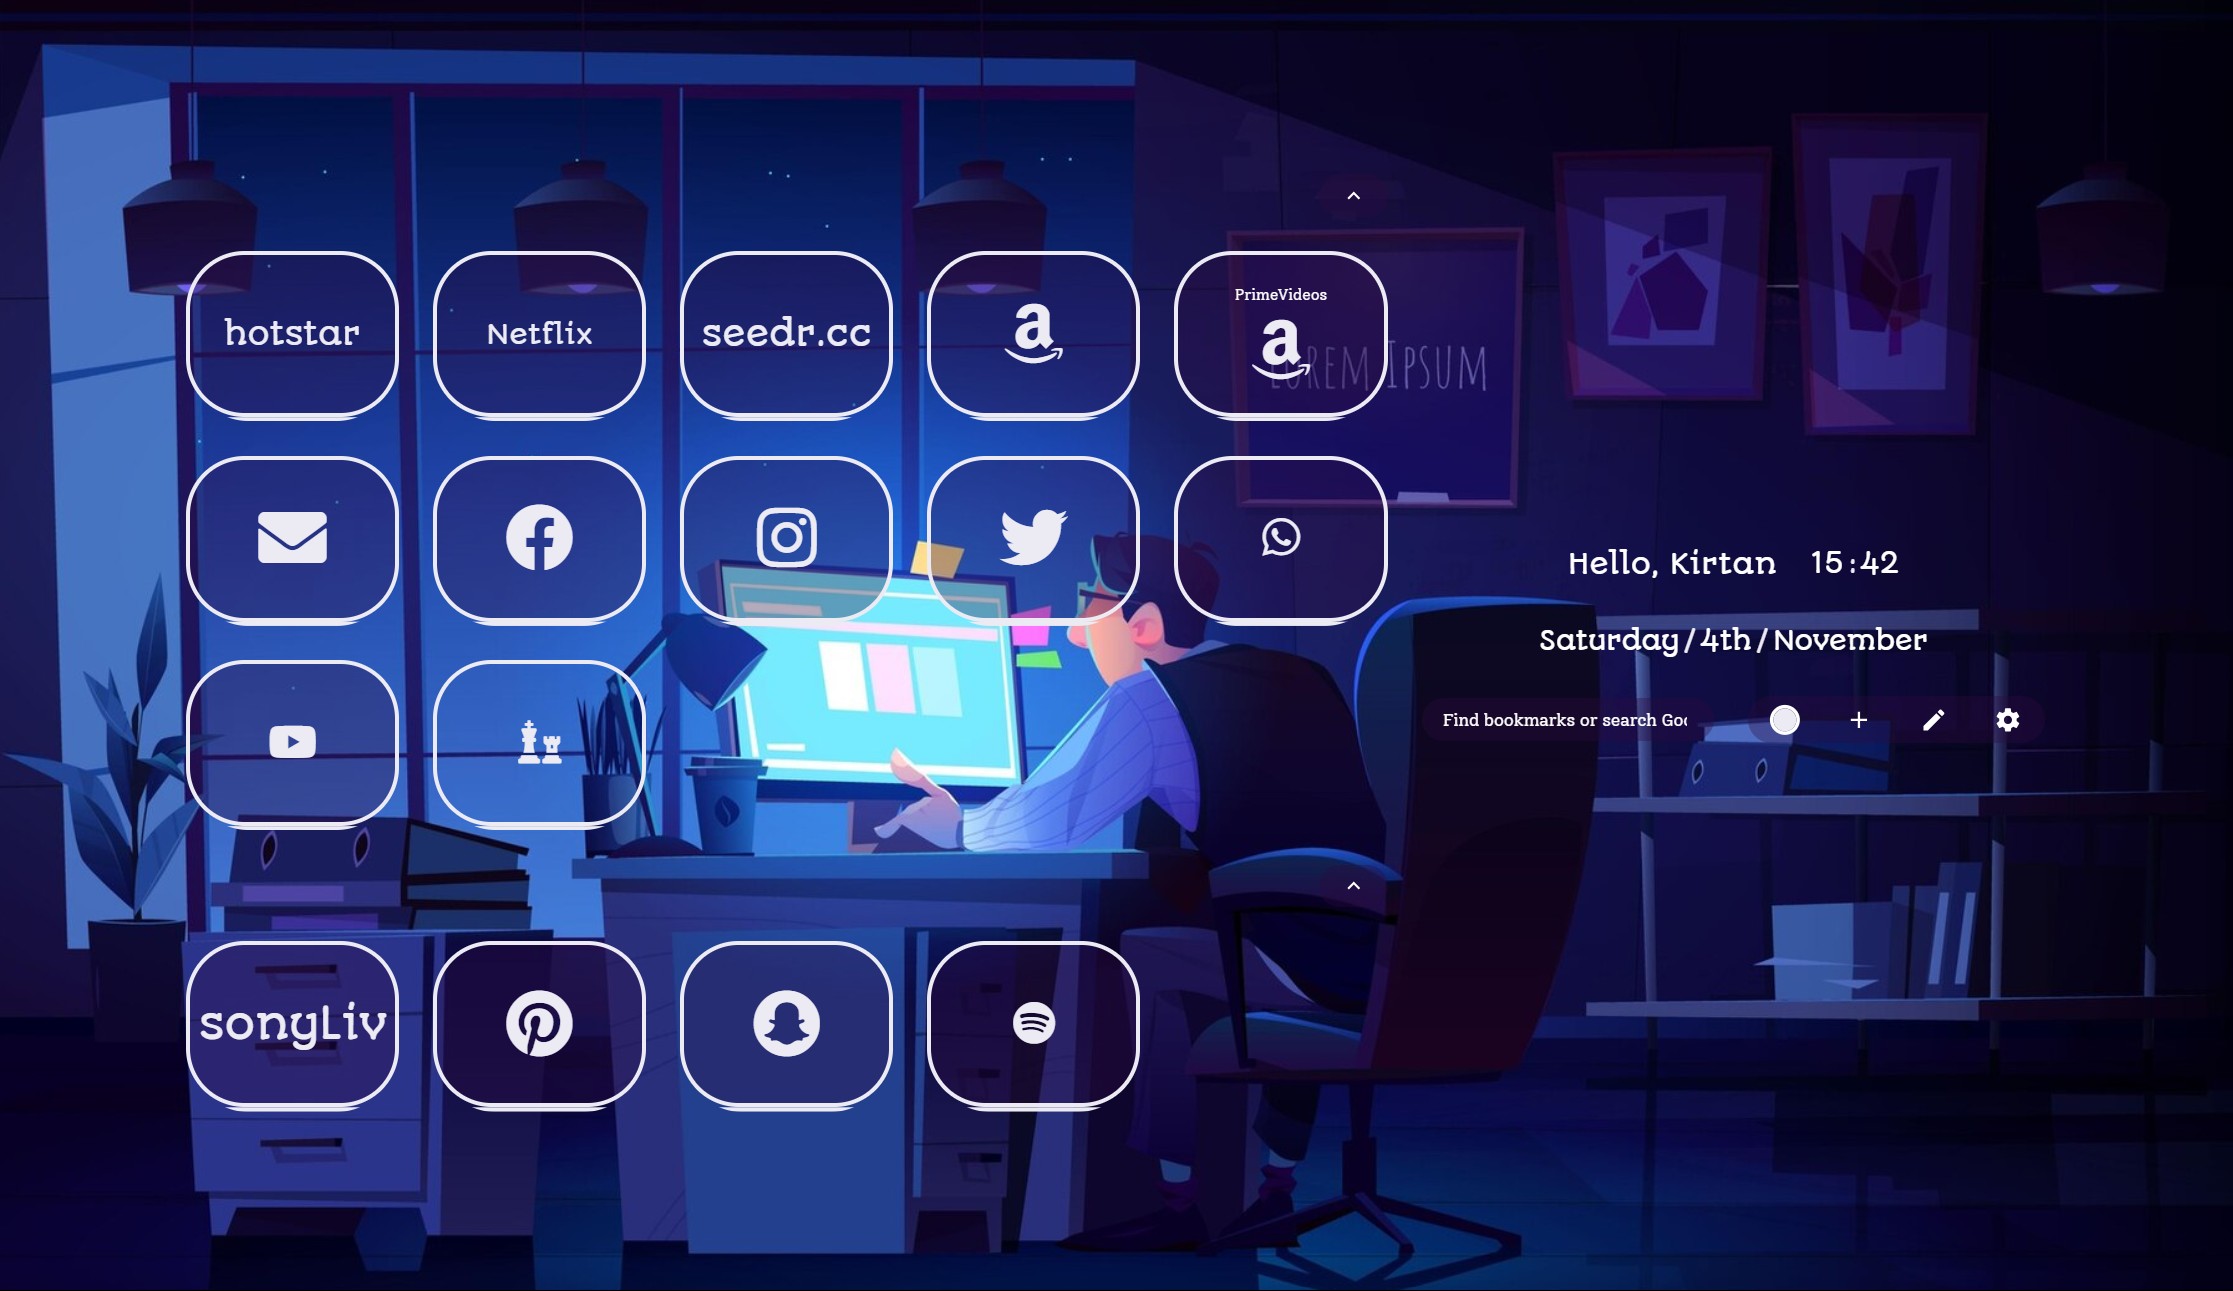 hotstar
Netflix
seedr.cc
PrimeVideos
Lorem Ipsum
Hello, Kirtan 15:42
Saturday/4th/November
Find bookmarks or search Goo
sonyLiv